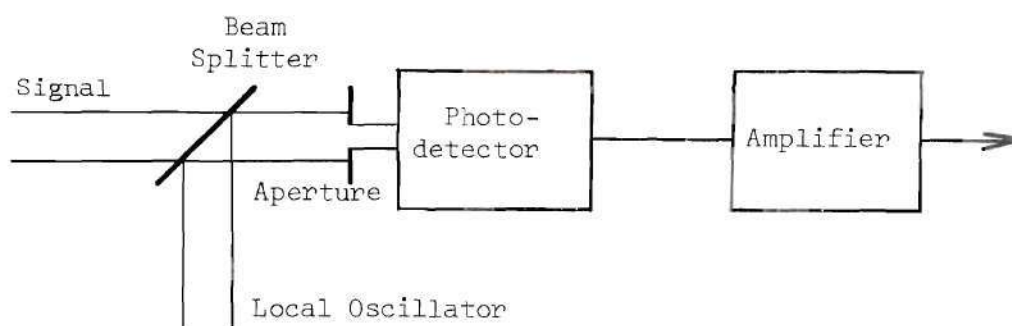 Beam
Splitter
Signal
Photo-
detector
Amplifier
Aperture
Local Oscillator